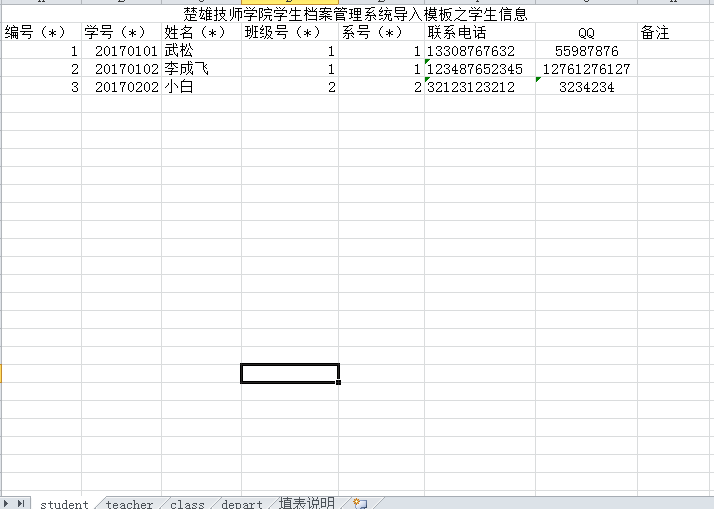 楚雄技师学院学生档案管理系统导入模板之学生信息
编号（*） 学号（*） 姓名（*） 班级号（*） 系号（*） 联系电话 QQ 备注
1 20170101 武松 1 1 13308767632 55987876
2 20170102 李成飞 1 1 123487652345 12761276127
3 20170202 小白 2 2 32123123212 3234234
student teacher class depart 填表说明